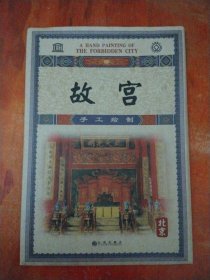 A HAND PAINTING OF
THE FORBIDDEN CITY
故宫
手工绘制
北京